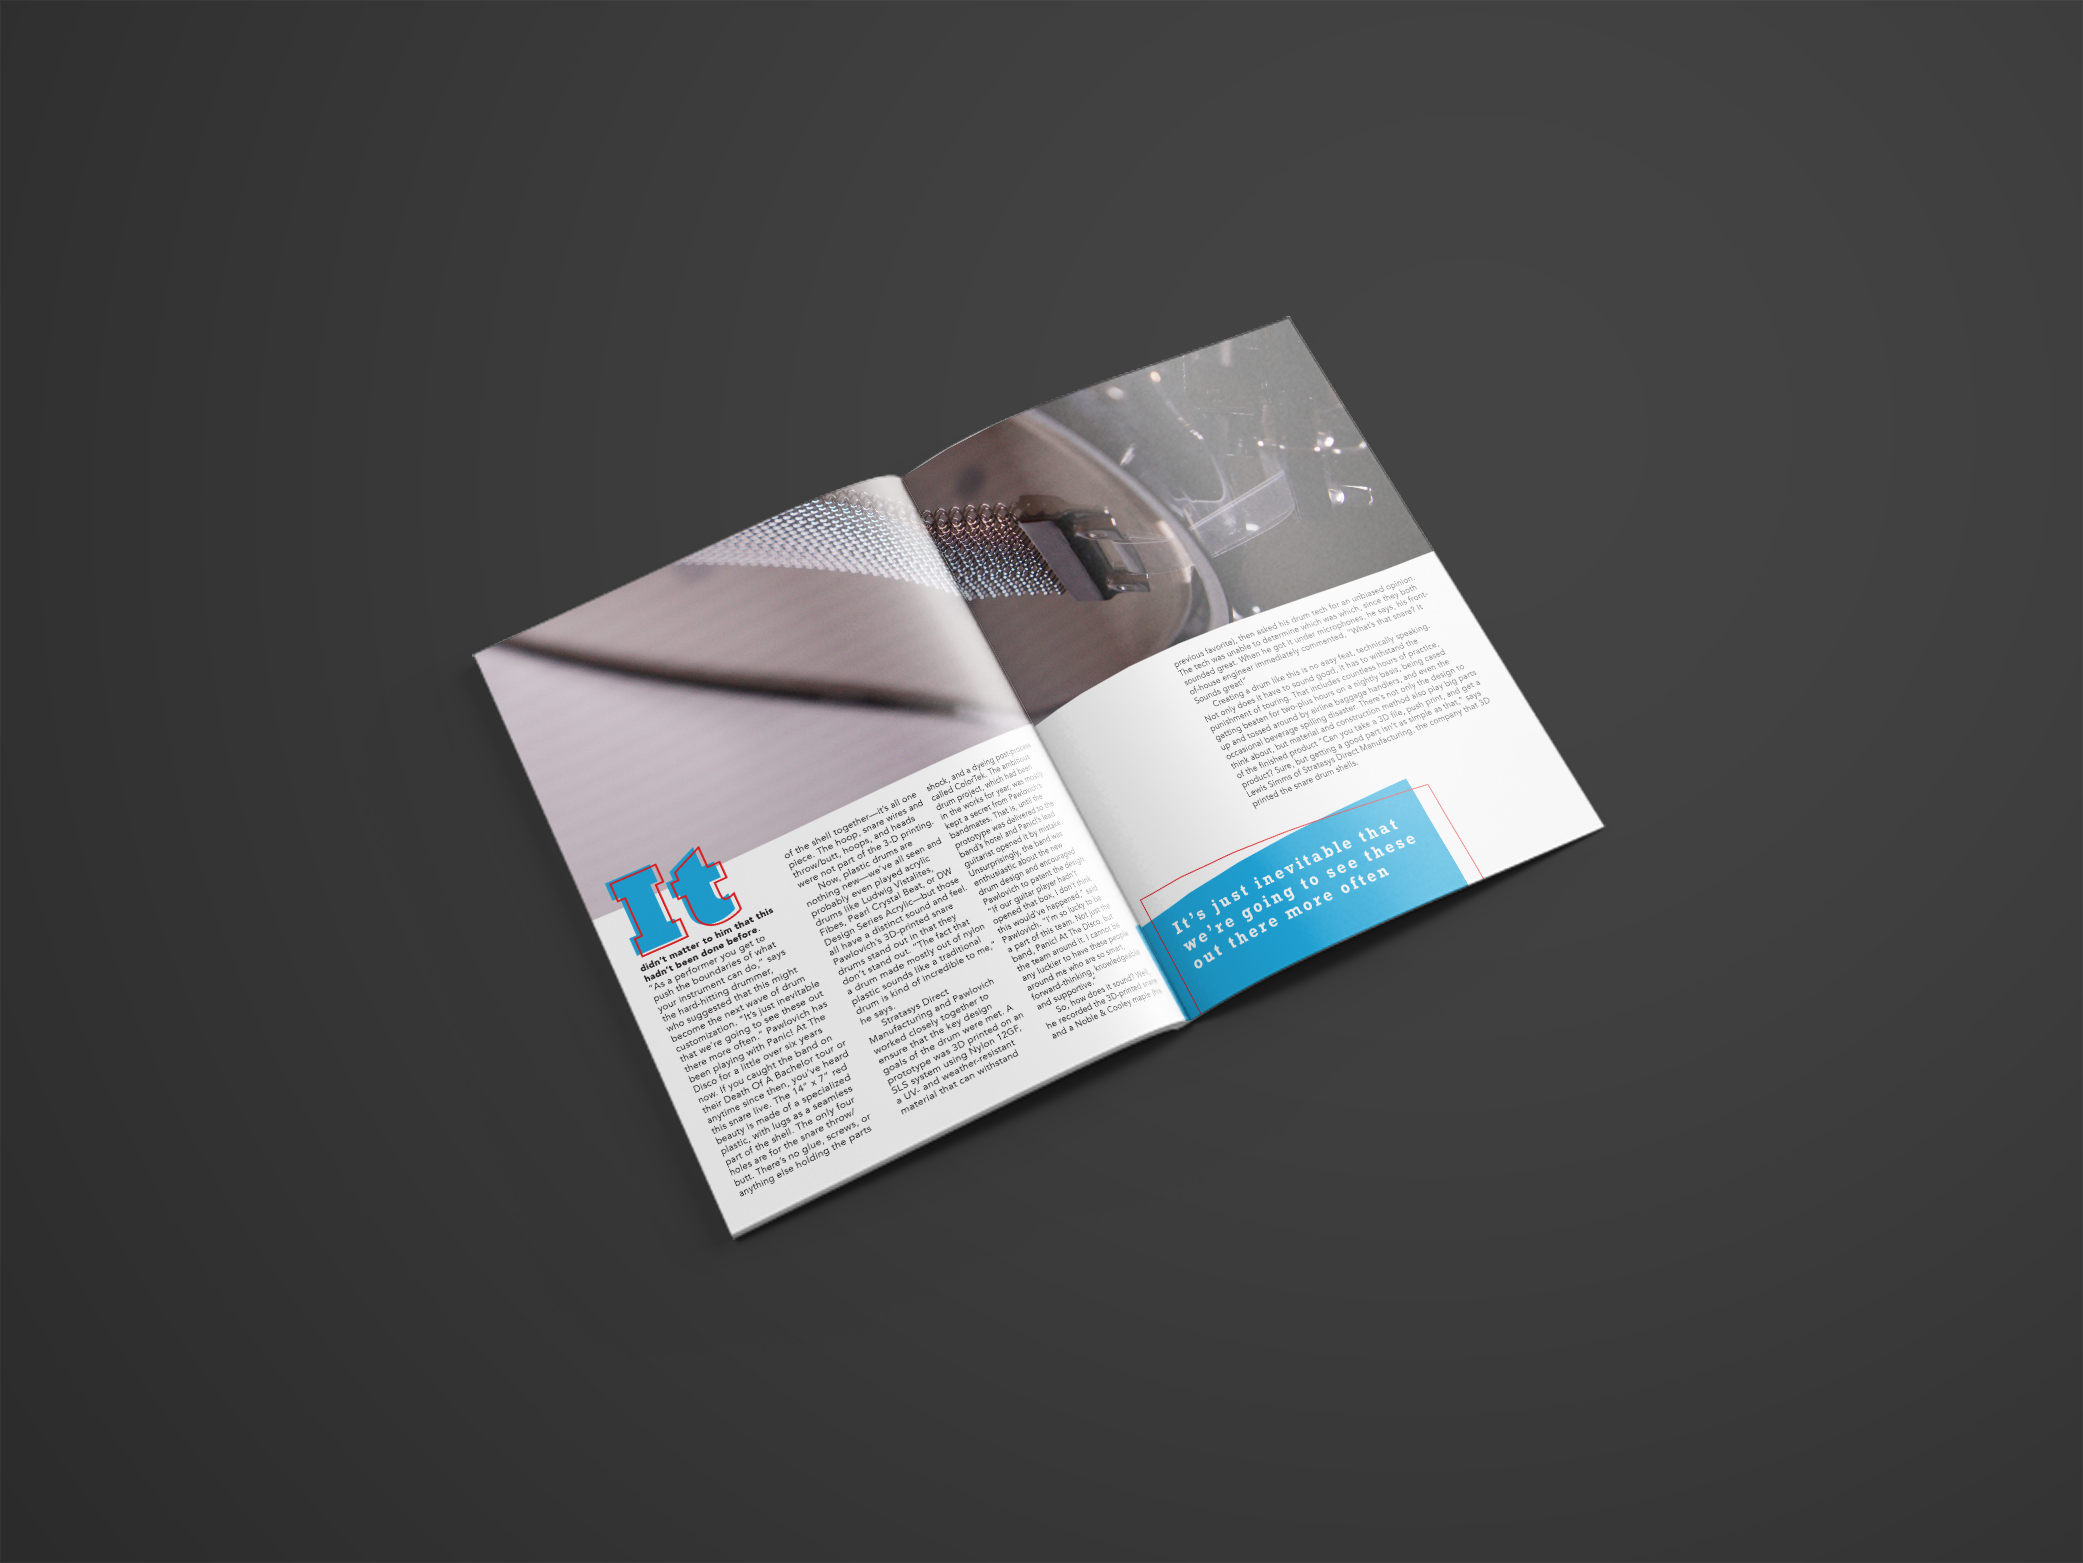 It
didn't matter to him that this
hadn't been done before.
"As a performer you get to
push the boundaries of what
your instrument can do," says
the hard-hitting drummer,
who suggested that this might
become the next wave of drum
customization. "It's just inevitable
that we're going to see these out
there more often." Pawlovich has
been playing with Panic! At The
Disco for a little over six years
now. If you caught the band on
their Death Of A Bachelor tour or
anytime since then, you've heard
this snare live. The 14" x 7" red
beauty is made of a specialized
plastic, with lugs as a seamless
part of the shell. The only four
holes are for the snare throw/
butt. There's no glue, screws, or
anything else holding the parts
of the shell together—it's all one
piece. The hoop, snare wires and
throw/butt, hoops, and heads
were not part of the 3-D printing.
Now, plastic drums are
nothing new—we've all seen and
probably even played acrylic
drums like Ludwig Vistalites,
Fibes, Pearl Crystal Beat, or DW
Design Series Acrylic—but those
all have a distinct sound and feel.
Pawlovich's 3D-printed snare
drums stand out in that they
don't stand out. "The fact that
a drum made mostly out of nylon
plastic sounds like a traditional
drum is kind of incredible to me,"
he says.
Stratasys Direct
Manufacturing and Pawlovich
worked closely together to
ensure that the key design
goals of the drum were met. A
prototype was 3D printed on an
SLS system using Nylon 12GF,
a UV- and weather-resistant
material that can withstand
shock, and a dyeing post-process
called ColorTek. The ambitious
drum project, which had been
in the works for year, was mostly
kept a secret from Pawlovich's
bandmates. That is, until the
prototype was delivered to the
band's hotel and Panic!'s lead
guitarist opened it by mistake.
Unsurprisingly, the band was
enthusiastic about the new
drum design and encouraged
Pawlovich to patent the design.
"If our guitar player hadn't
opened that box, I don't think
this would've happened," said
Pawlovich. "I'm so lucky to be
a part of this team. Not just the
band, Panic! At The Disco, but
the team around it. I cannot be
any luckier to have these people
around me who are so smart,
forward-thinking, knowledgeable
and supportive."
So, how does it sound? Well,
he recorded the 3D-printed snare
and a Noble & Cooley maple (his
previous favorite), then asked his drum tech for an unbiased opinion.
The tech was unable to determine which was which, since they both
sounded great. When he got it under microphones, he says, his front-
of-house engineer immediately commented, "What's that snare? It
Sounds great!"
Creating a drum like this is no easy feat, technically speaking.
Not only does it have to sound good, it has to withstand the
punishment of touring. That includes countless hours of practice,
getting beaten for two-plus hours on a nightly basis, being cased
up and tossed around by airline baggage handlers, and even the
occasional beverage spilling disaster. There's not only the design to
think about, but material and construction method also play big parts
of the finished product "Can you take a 3D file, push print, and get a
product? Sure, but getting a good part isn't as simple as that," says
Lewis Simms of Stratasys Direct Manufacturing, the company that 3D
printed the snare drum shells.
It's just inevitable that
we're going to see these
out there more often